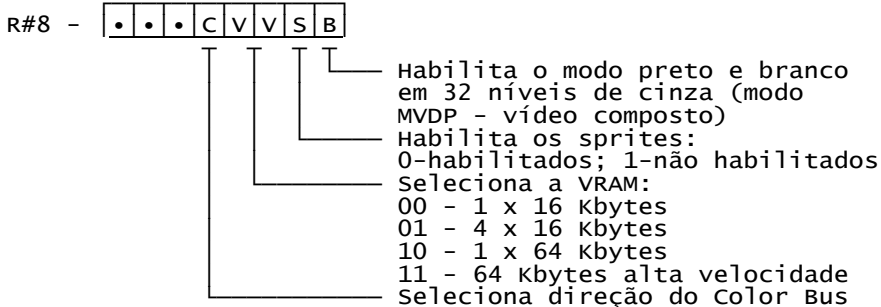 R#8 - |•|•|•|C|V|V|S|B|
Habilita o modo preto e branco
em 32 níveis de cinza (modo
MVDP - vídeo composto)
Habilita os sprites:
0-habilitados; 1-não habilitados
Seleciona a VRAM:
00 - 1 x 16 Kbytes
01 - 4 x 16 Kbytes
10 - 1 x 64 Kbytes
11 - 64 Kbytes alta velocidade
Seleciona direção do Color Bus